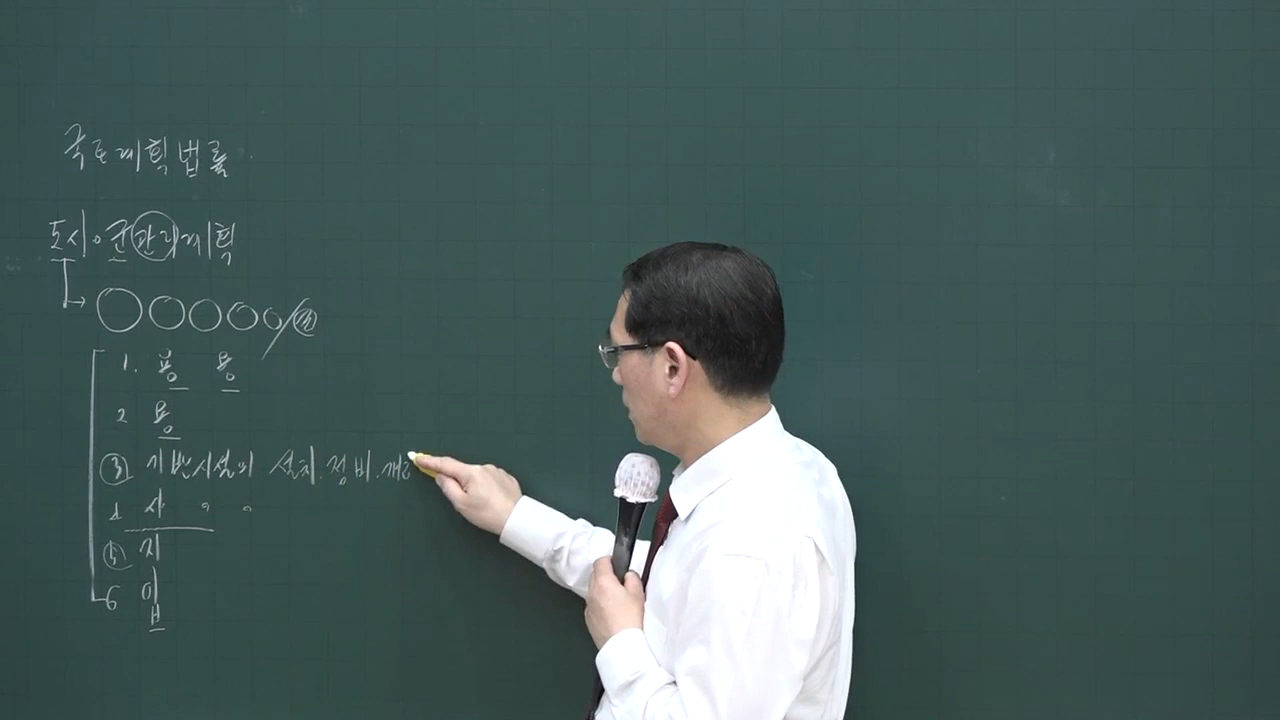 국토계획법률
도시·군관리계획
1. 용 용
2 용
③ 기반시설의 설치.정비.개
4 사 〃 〃
⑤ 지
6 입